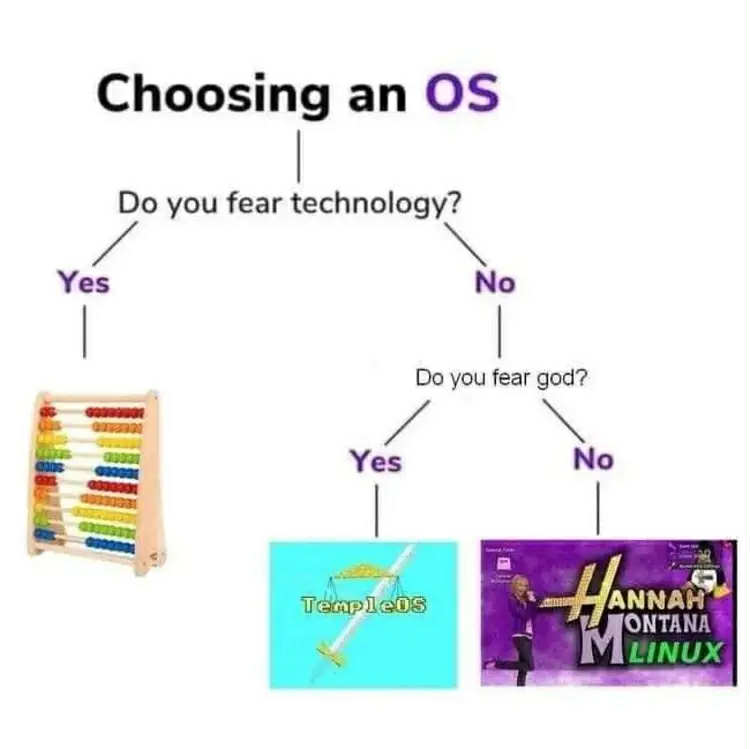 Choosing an OS
Do you fear technology?
Yes
No
Do you fear god?
Yes
No
TempleOS
HANNAH
MONTANA
LINUX